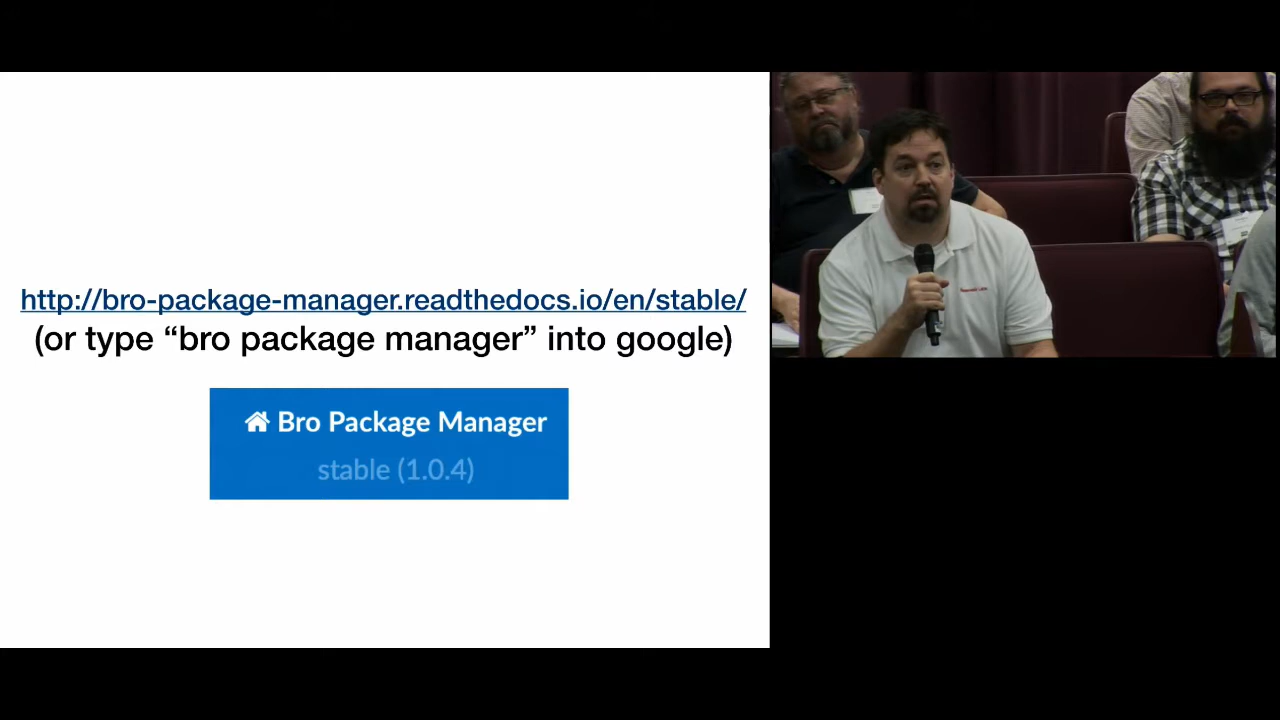 http://bro-package-manager.readthedocs.io/en/stable/
(or type “bro package manager” into google)
Bro Package Manager
stable (1.0.4)